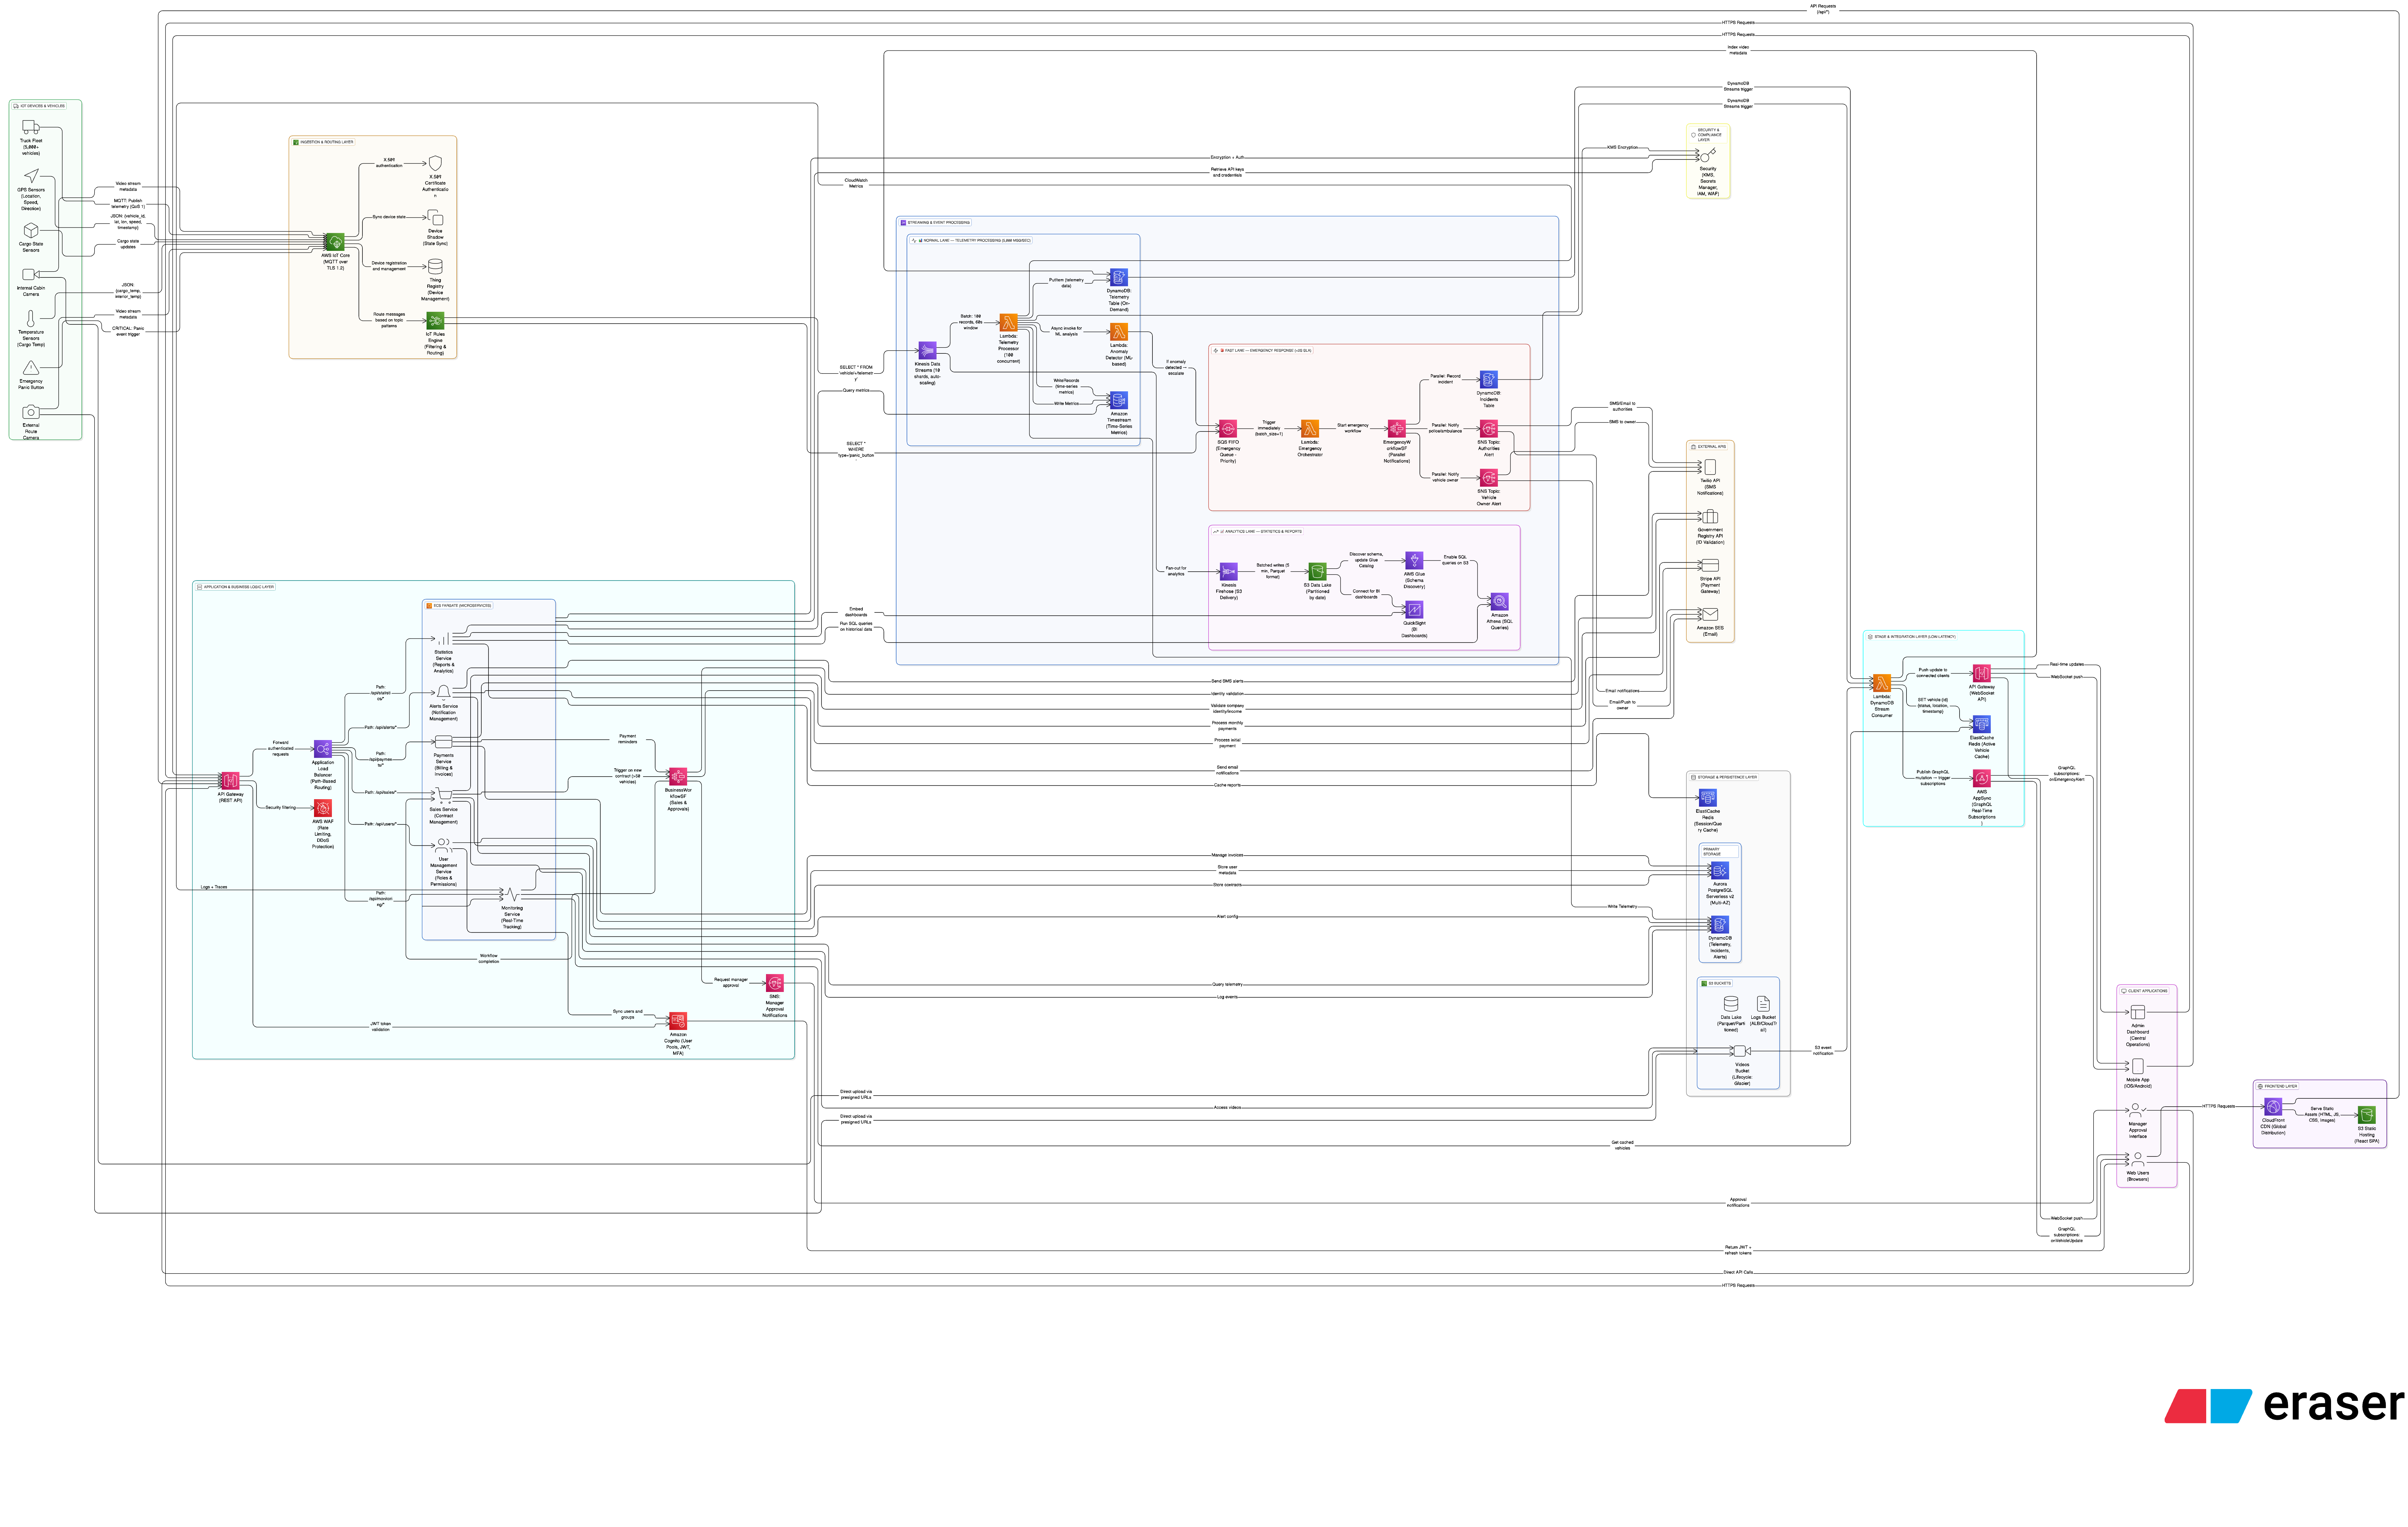 API Requests
(/api/*)
HTTPS Requests
HTTPS Requests
Index video
metadata
DynamoDB
Streams trigger
DynamoDB
Streams trigger
IOT DEVICES & VEHICLES
Truck Fleet
(5,000+
vehicles)
GPS Sensors
(Location,
Speed,
Direction)
Cargo State
Sensors
Internal Cabin
Camera
Temperature
Sensors
(Cargo Temp)
Emergency
Panic Button
External
Route
Camera
Video stream
metadata
MQTT: Publish
telemetry (QoS 1)
JSON: {vehicle_id,
lat, lon, speed,
timestamp}
Cargo state
updates
JSON:
{cargo_temp,
interior_temp}
Video stream
metadata
CRITICAL: Panic
event trigger
INGESTION & ROUTING LAYER
AWS IoT Core
(MQTT over
TLS 1.2)
X.509
authentication
X.509
Certificate
Authenticatio
n
Sync device state
Device
Shadow
(State Sync)
Device registration
and management
Thing
Registry
(Device
Management)
Route messages
based on topic
patterns
IoT Rules
Engine
(Filtering &
Routing)
CloudWatch
Metrics
Encryption + Auth
Retrieve API keys
and credentials
KMS Encryption
SECURITY &
COMPLIANCE
LAYER
Security
(KMS,
Secrets
Manager,
IAM, WAF)
SELECT * FROM
Query metrics
SELECT *
WHERE
STREAMING & EVENT PROCESSING
NORMAL LANE — TELEMETRY PROCESSING (5,000 MSG/SEC)
Kinesis Data
Streams (10
shards, auto-
scaling)
Batch: 100
records, 60s
window
Lambda:
Telemetry
Processor
(100
concurrent)
PutItem (telemetry
data)
DynamoDB:
Telemetry
Table (On-
Demand)
Async invoke for
ML analysis
Lambda:
Anomaly
Detector (ML-
based)
WriteRecords
(time-series
metrics)
Write Metrics
Amazon
Timestream
(Time-Series
Metrics)
If anomaly
detected —
escalate
FAST LANE — EMERGENCY RESPONSE (<2S SLA)
SQS FIFO
(Emergency
Queue -
Priority)
Trigger
immediately
(batch_size=1)
Lambda:
Emergency
Orchestrator
Start emergency
workflow
EmergencyW
orkflowSF
(Parallel
Notifications)
Parallel: Record
incident
DynamoDB:
Incidents
Table
Parallel: Notify
police/ambulance
SNS Topic:
Authorities
Alert
Parallel: Notify
vehicle owner
SNS Topic:
Vehicle
Owner Alert
Fan-out for
analytics
ANALYTICS LANE — STATISTICS & REPORTS
Kinesis
Firehose (S3
Delivery)
Batched writes (5
min, Parquet
format)
S3 Data Lake
(Partitioned
by date)
Discover schema,
update Glue
Catalog
AWS Glue
(Schema
Discovery)
Connect for BI
dashboards
QuickSight
(BI
Dashboards)
Enable SQL
queries on S3
Amazon
Athena (SQL
Queries)
SMS/Email to
authorities
SMS to owner
Email notifications
Email/Push to
owner
EXTERNAL APIS
Twilio API
(SMS
Notifications)
Government
Registry API
(ID Validation)
Stripe API
(Payment
Gateway)
Amazon SES
(Email)
APPLICATION & BUSINESS LOGIC LAYER
API Gateway
(REST API)
Forward
authenticated
requests
Security filtering
Application
Load
Balancer
(Path-Based
Routing)
AWS WAF
(Rate
Limiting,
DDoS
Protection)
Path: /api/alerts/*
Path: /api/sales/*
Path: /api/users/*
ECS FARGATE (MICROSERVICES)
Statistics
Service
(Reports &
Analytics)
Alerts Service
(Notification
Management)
Payments
Service
(Billing &
Invoices)
Sales Service
(Contract
Management)
User
Management
Service
(Roles &
Permissions)
Monitoring
Service
(Real-Time
Tracking)
Logs + Traces
Payment
reminders
Trigger on new
contract (<50
vehicles)
BusinessWor
kflowSF
(Sales &
Approvals)
Workflow
completion
Request manager
approval
SNS:
Manager
Approval
Notifications
Sync users and
groups
JWT token
validation
Amazon
Cognito (User
Pools, JWT,
MFA)
Embed
dashboards
Run SQL queries
on historical data
Send SMS alerts
Identity validation
Validate company
identity/income
Process monthly
payments
Process initial
payment
Send email
notifications
Cache reports
Manage invoices
Store user
metadata
Store contracts
Alert config
Write Telemetry
Query telemetry
Log events
Direct upload via
presigned URLs
Access videos
Direct upload via
presigned URLs
Get cached
vehicles
STORAGE & PERSISTENCE LAYER
ElastiCache
Redis
(Session/Que
ry Cache)
PRIMARY
STORAGE
Aurora
PostgreSQL
Serverless v2
(Multi-AZ)
DynamoDB
(Telemetry,
Incidents,
Alerts)
S3 BUCKETS
Data Lake
(Parquet/Parti
tioned)
Logs Bucket
(ALB/CloudTr
ail)
Videos
Bucket
(Lifecycle:
Glacier)
S3 event
notification
STAGE & INTEGRATION LAYER (LOW-LATENCY)
Lambda:
DynamoDB
Stream
Consumer
Push update to
connected clients
API Gateway
(WebSocket
API)
SET vehicle:{id}
{status, location,
timestamp}
ElastiCache
Redis (Active
Vehicle
Cache)
Publish GraphQL
mutation — trigger
subscriptions
AWS
AppSync
(GraphQL
Real-Time
Subscriptions
)
Real-time updates
WebSocket push
GraphQL
subscriptions:
onEmergencyAlert
CLIENT APPLICATIONS
Admin
Dashboard
(Central
Operations)
Mobile App
(iOS/Android)
Manager
Approval
Interface
Web Users
(Browsers)
HTTPS Requests
FRONTEND LAYER
CloudFront
CDN (Global
Distribution)
Serve Static
Assets (HTML, JS,
CSS, Images)
S3 Static
Hosting
(React SPA)
Approval
notifications
WebSocket push
GraphQL
subscriptions:
onVehicleUpdate
Return JWT +
refresh tokens
Direct API Calls
HTTPS Requests
eraser